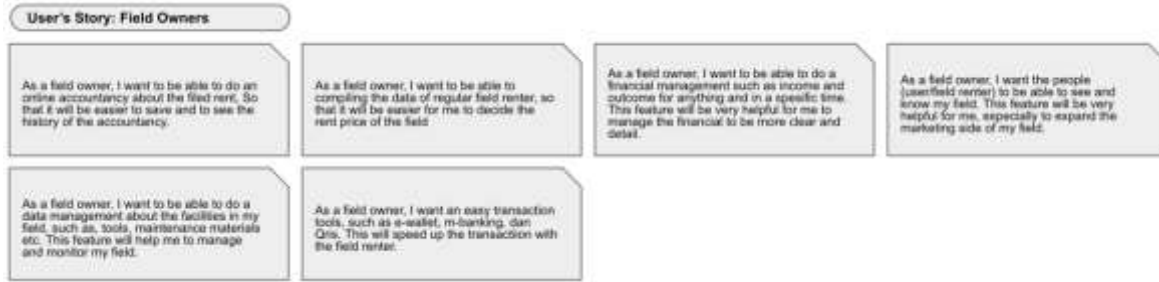 User's Story: Field Owners
As a field owner, I want to be able to do an
online accountancy about the filed rent, So
that it will be easier to save and to see the
history of the accountancy.
As a field owner, I want to be able to
compiling the data of regular field renter, so
that it will be easier for me to decide the
rent price of the field
As a field owner, I want to be able to do a
financial management such as income and
outcome for anything and in a spesific time.
This feature will be very helpful for me to
manage the financial to be more clear and
detail.
As a field owner, I want the people
(user/field renter) to be able to see and
know my field. This feature will be very
helpful for me, especially to expand the
marketing side of my field.
As a field owner, I want to be able to do a
data management about the facilities in my
field, such as, tools, maintenance materials
etc. This feature will help me to manage
and monitor my field.
As a field owner, I want an easy transaction
tools, such as e-wallet, m-banking, dan
Qris. This will speed up the transaction with
the field renter.